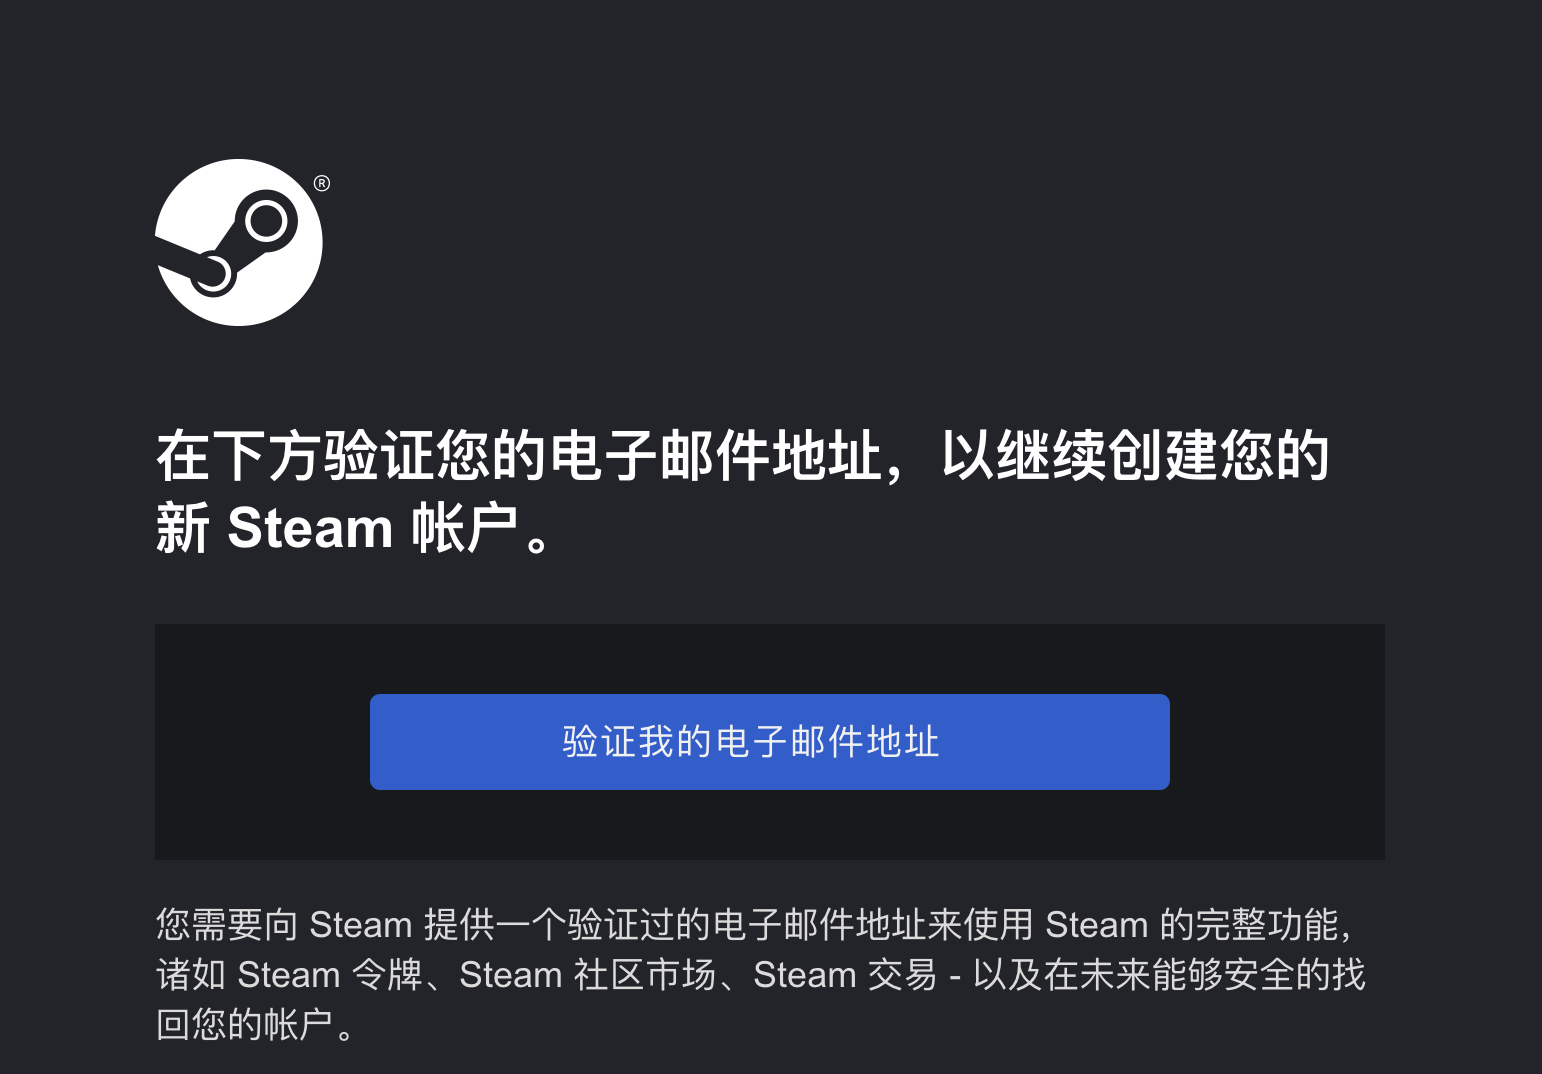 ®
在下方验证您的电子邮件地址，以继续创建您的
新 Steam 帐户。
验证我的电子邮件地址
您需要向 Steam 提供一个验证过的电子邮件地址来使用 Steam 的完整功能，
诸如 Steam 令牌、Steam 社区市场、Steam 交易 - 以及在未来能够安全的找
回您的帐户。